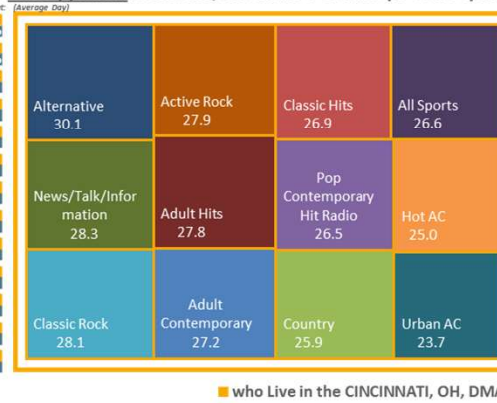 (Average Day)
Alternative
30.1
Active Rock
27.9
Classic Hits
26.9
All Sports
26.6
News/Talk/Infor
mation
28.3
Adult Hits
27.8
Pop
Contemporary
Hit Radio
26.5
Hot AC
25.0
Classic Rock
28.1
Adult
Contemporary
27.2
Country
25.9
Urban AC
23.7
who Live in the CINCINNATI, OH, DMA